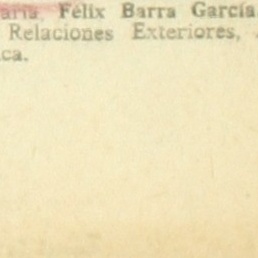 Félix Barra García
Relaciones Exteriores,
ca.